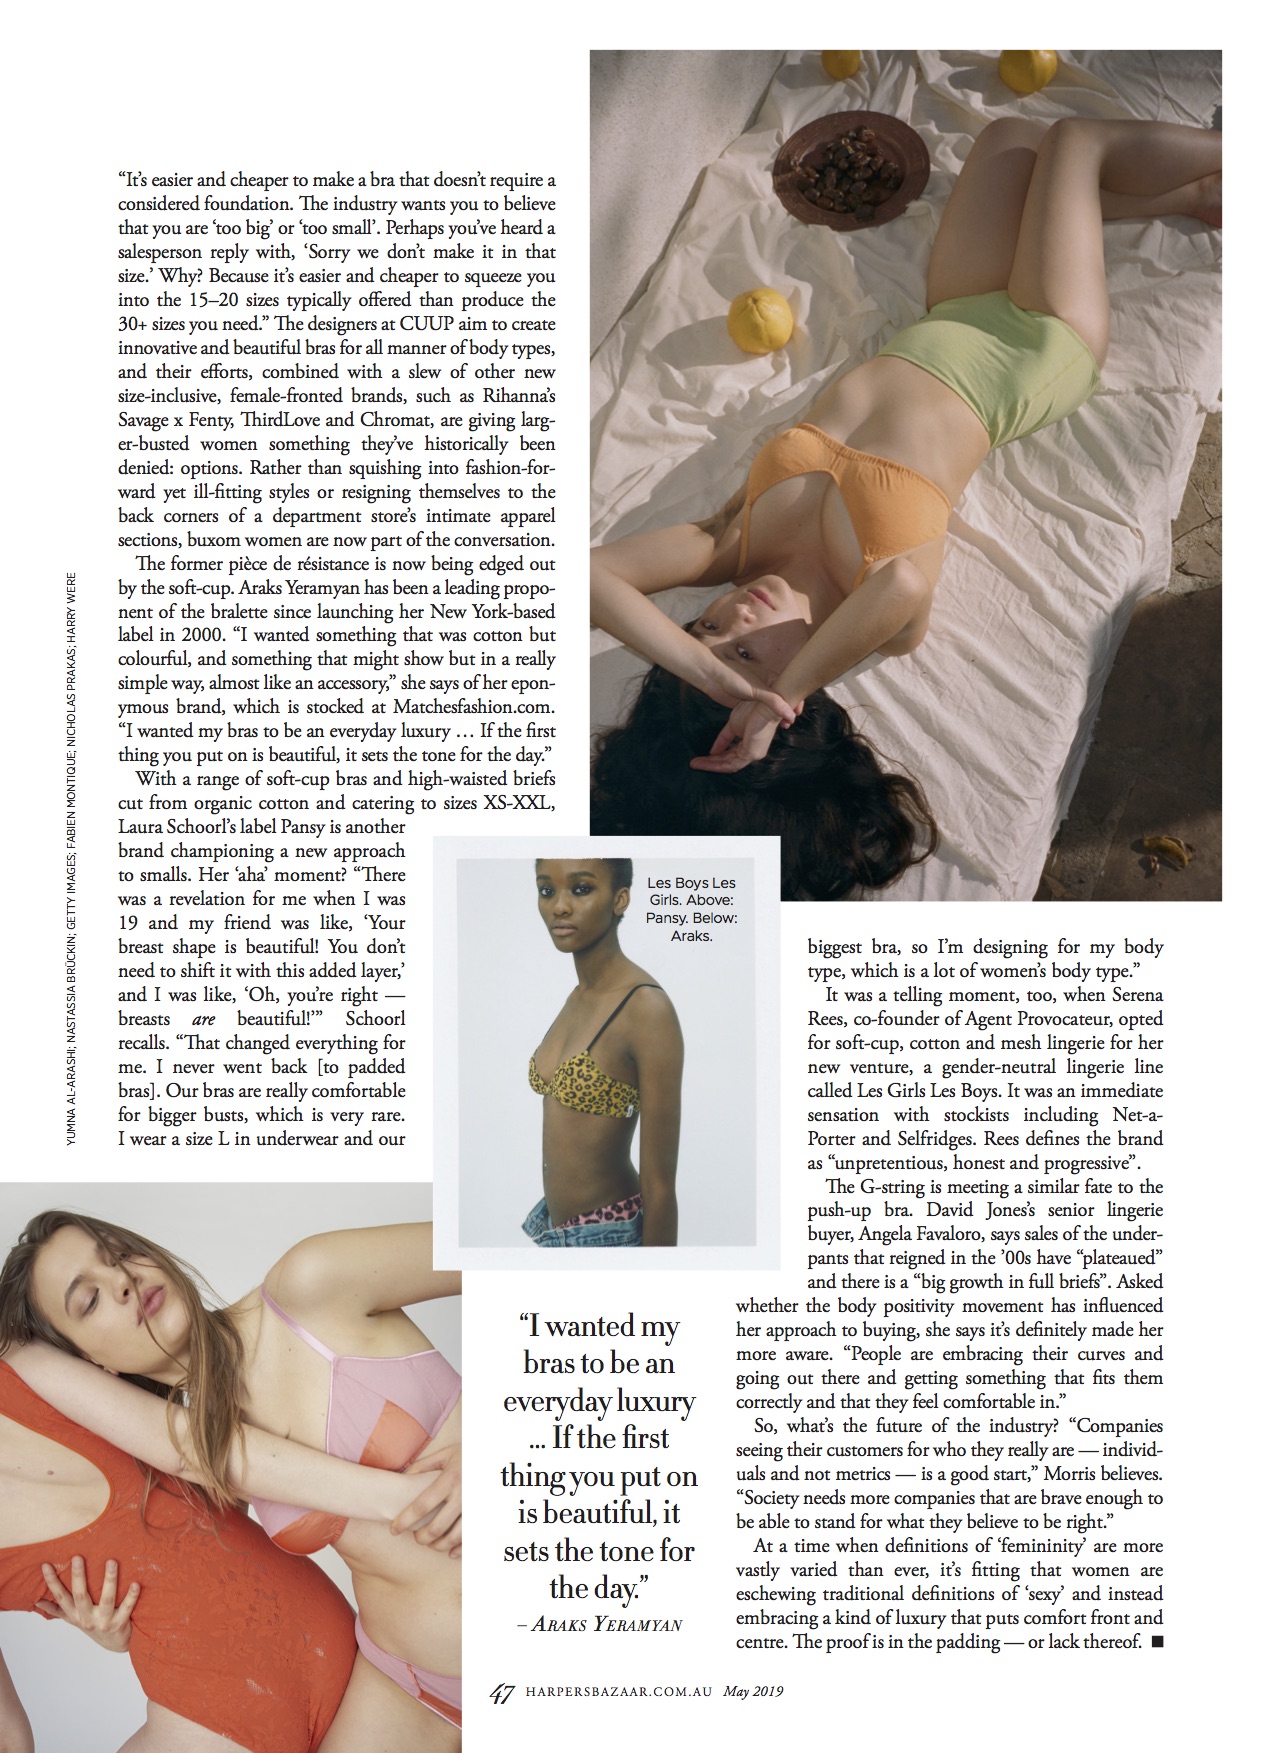 “It’s easier and cheaper to make a bra that doesn’t require a
considered foundation. The industry wants you to believe
that you are ‘too big’ or ‘too small’. Perhaps you’ve heard a
salesperson reply with, ‘Sorry we don’t make it in that
size.’ Why? Because it’s easier and cheaper to squeeze you
into the 15–20 sizes typically offered than produce the
30+ sizes you need.” The designers at CUUP aim to create
innovative and beautiful bras for all manner of body types,
and their efforts, combined with a slew of other new
size-inclusive, female-fronted brands, such as Rihanna’s
Savage x Fenty, ThirdLove and Chromat, are giving larg-
er-busted women something they’ve historically been
denied: options. Rather than squishing into fashion-for-
ward yet ill-fitting styles or resigning themselves to the
back corners of a department store’s intimate apparel
sections, buxom women are now part of the conversation.
The former pièce de résistance is now being edged out
by the soft-cup. Araks Yeramyan has been a leading propo-
nent of the bralette since launching her New York-based
label in 2000. “I wanted something that was cotton but
colourful, and something that might show but in a really
simple way, almost like an accessory,” she says of her epon-
ymous brand, which is stocked at Matchesfashion.com.
“I wanted my bras to be an everyday luxury … If the first
thing you put on is beautiful, it sets the tone for the day.”
With a range of soft-cup bras and high-waisted briefs
cut from organic cotton and catering to sizes XS-XXL,
Laura Schoorl’s label Pansy is another
brand championing a new approach
to smalls. Her ‘aha’ moment? “There
was a revelation for me when I was
19 and my friend was like, ‘Your
breast shape is beautiful! You don’t
need to shift it with this added layer,’
and I was like, ‘Oh, you’re right —
breasts are beautiful!’” Schoorl
recalls. “That changed everything for
me. I never went back [to padded
bras]. Our bras are really comfortable
for bigger busts, which is very rare.
I wear a size L in underwear and our
YUMNA AL-ARASHI; NASTASSIA BRÜCKIN; GETTY IMAGES; FABIEN MONTIQUE; NICHOLAS PRAKAS; HARRY WERE
Les Boys Les
Girls. Above:
Pansy. Below:
Araks.
biggest bra, so I’m designing for my body
type, which is a lot of women’s body type.”
It was a telling moment, too, when Serena
Rees, co-founder of Agent Provocateur, opted
for soft-cup, cotton and mesh lingerie for her
new venture, a gender-neutral lingerie line
called Les Girls Les Boys. It was an immediate
sensation with stockists including Net-a-
Porter and Selfridges. Rees defines the brand
as “unpretentious, honest and progressive”.
The G-string is meeting a similar fate to the
push-up bra. David Jones’s senior lingerie
buyer, Angela Favaloro, says sales of the under-
pants that reigned in the ’00s have “plateaued”
and there is a “big growth in full briefs”. Asked
whether the body positivity movement has influenced
her approach to buying, she says it’s definitely made her
more aware. “People are embracing their curves and
going out there and getting something that fits them
correctly and that they feel comfortable in.”
So, what’s the future of the industry? “Companies
seeing their customers for who they really are — individ-
uals and not metrics — is a good start,” Morris believes.
“Society needs more companies that are brave enough to
be able to stand for what they believe to be right.”
At a time when definitions of ‘femininity’ are more
vastly varied than ever, it’s fitting that women are
eschewing traditional definitions of ‘sexy’ and instead
embracing a kind of luxury that puts comfort front and
centre. The proof is in the padding — or lack thereof. ■
“I wanted my
bras to be an
everyday luxury
... If the first
thing you put on
is beautiful, it
sets the tone for
the day.”
– ARAKS YERAMYAN
47 HARPERSBAZAAR.COM.AU May 2019